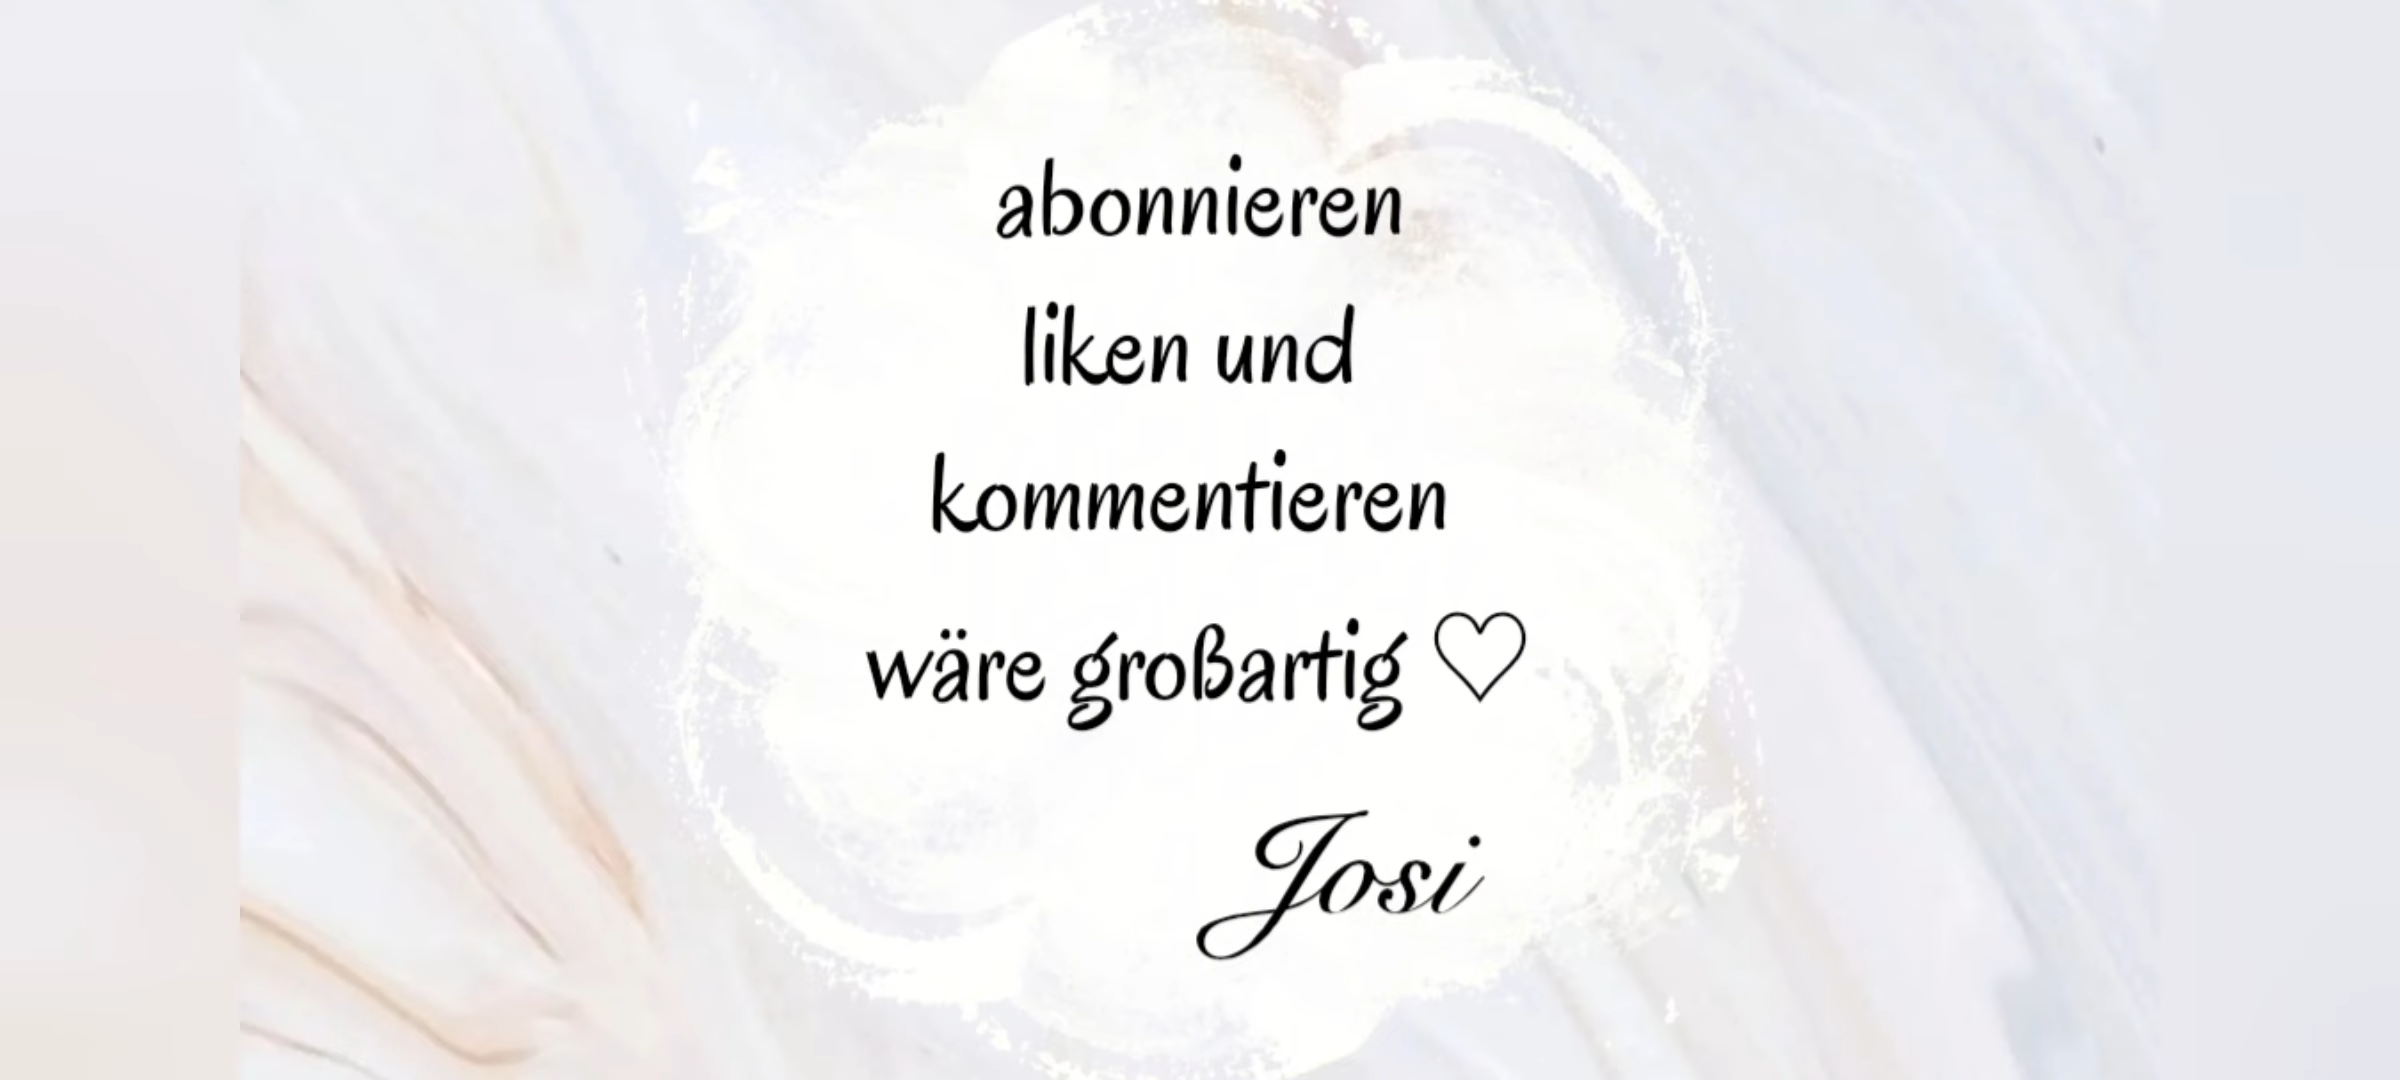 abonnieren
liken und
kommentieren
wäre großartig ♡
Josi